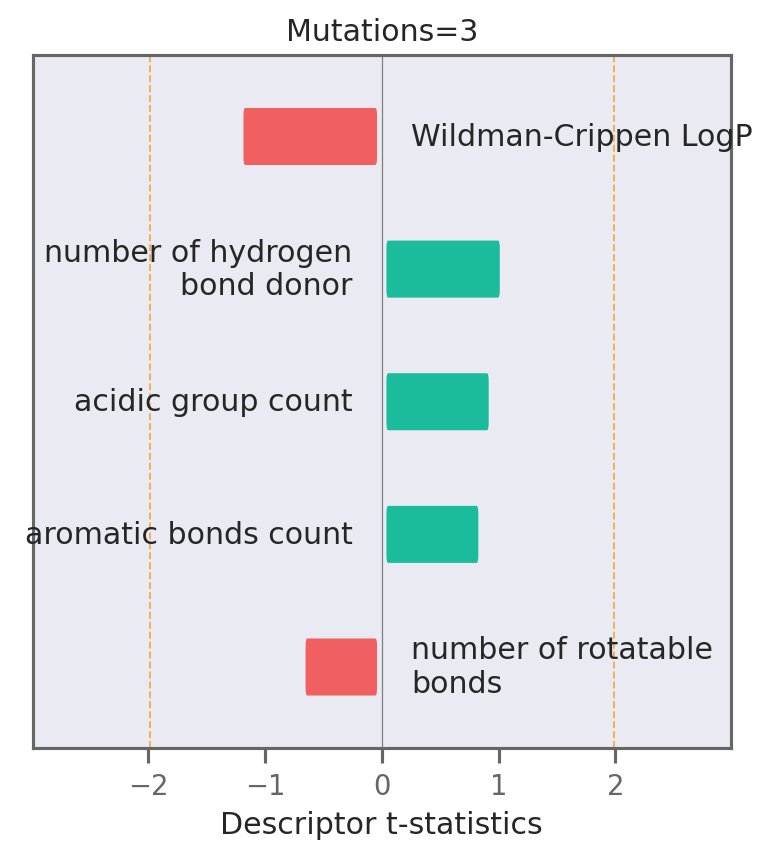 Mutations=3
Wildman-Crippen LogP
number of hydrogen
bond donor
acidic group count
aromatic bonds count
number of rotatable
bonds
−2 −1 0 1 2
Descriptor t-statistics